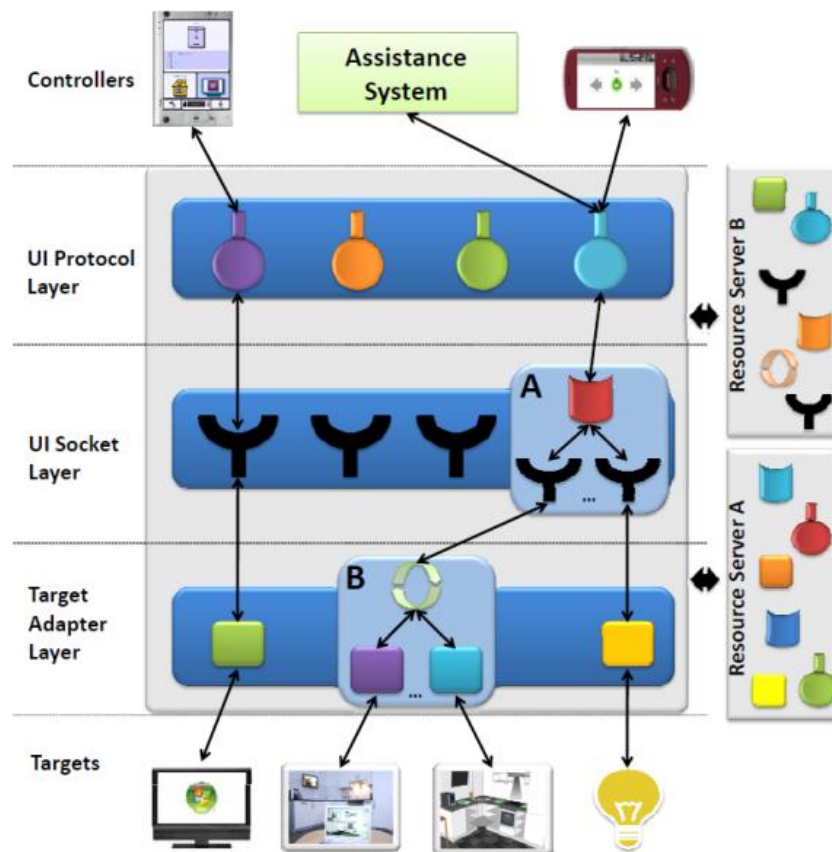 Controllers
Assistance
System
UI Protocol
Layer
UI Socket
Layer
A
...
Target
Adapter
Layer
B
...
Targets
Resource Server B
Resource Server A